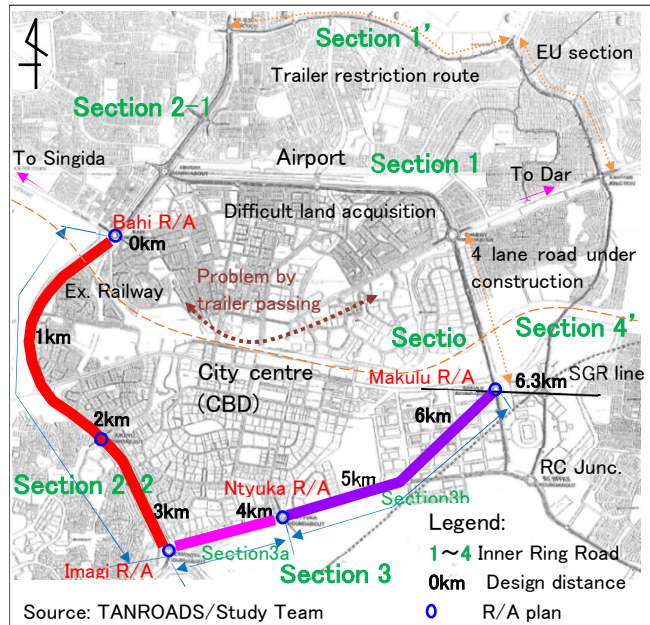 Section 1'
EU section
Trailer restriction route
Section 2-1
To Singida
Airport
Section 1
To Dar
Difficult land acquisition
Bahi R/A
0km
4 lane road under
construction
Ex. Railway
Problem by
trailer passing
1km
Sectio
Section 4'
City centre
(CBD)
Makulu R/A
6.3km
SGR line
2km
6km
RC Junc.
Section 2-2
Ntyuka R/A
5km
3km
4km
Section3b
Section3a
Imagi R/A
Section 3
Legend:
1~4 Inner Ring Road
0km Design distance
R/A plan
Source: TANROADS/Study Team